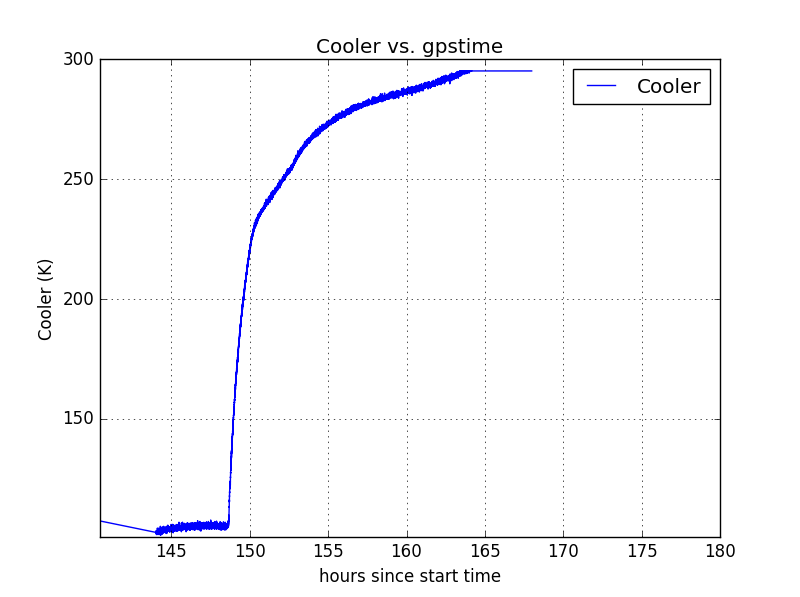 Cooler vs. gpstime
300
250
200
150
Cooler (K)
Cooler
145 150 155 160 165 170 175 180
hours since start time